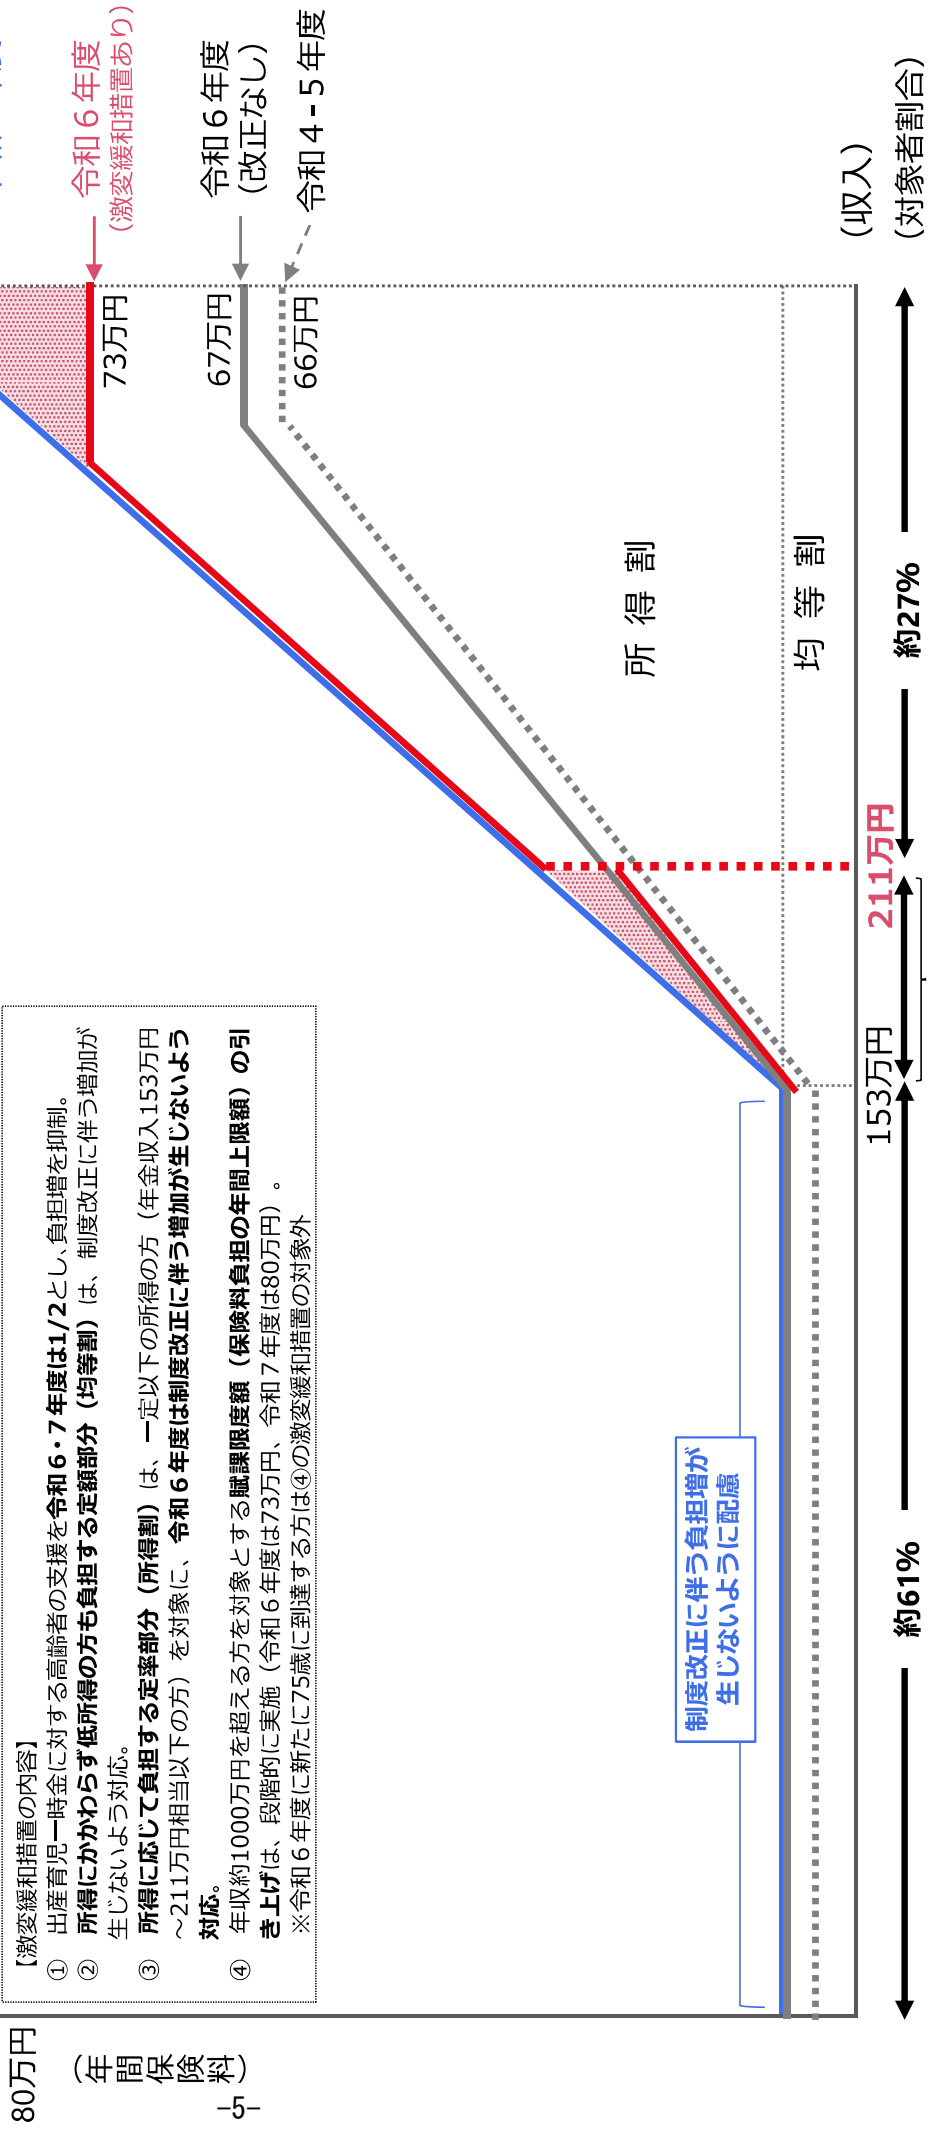 令和６年度
（激変緩和措置あり）
令和６年度
（改正なし）
令和４-５年度
80万円
（年間保険料）
73万円
67万円
66万円
【激変緩和措置の内容】
① 出産育児一時金に対する高齢者の支援を令和６・７年度は1/2とし､負担増を抑制。
② 所得にかかわらず低所得の方も負担する定額部分（均等割）は、制度改正に伴う増加が
生じないよう対応。
③ 所得に応じて負担する定率部分（所得割）は、一定以下の所得の方（年金収入153万円
～211万円相当以下の方）を対象に、令和６年度は制度改正に伴う増加が生じないよう
対応。
④ 年収約1000万円を超える方を対象とする賦課限度額（保険料負担の年間上限額）の引
き上げは、段階的に実施（令和６年度は73万円、令和７年度は80万円）。
※令和６年度に新たに75歳に到達する方は④の激変緩和措置の対象外
所得割
均等割
制度改正に伴う負担増が
生じないように配慮
153万円
211万円
（収入）
約61%
約27%
（対象者割合）
−5−